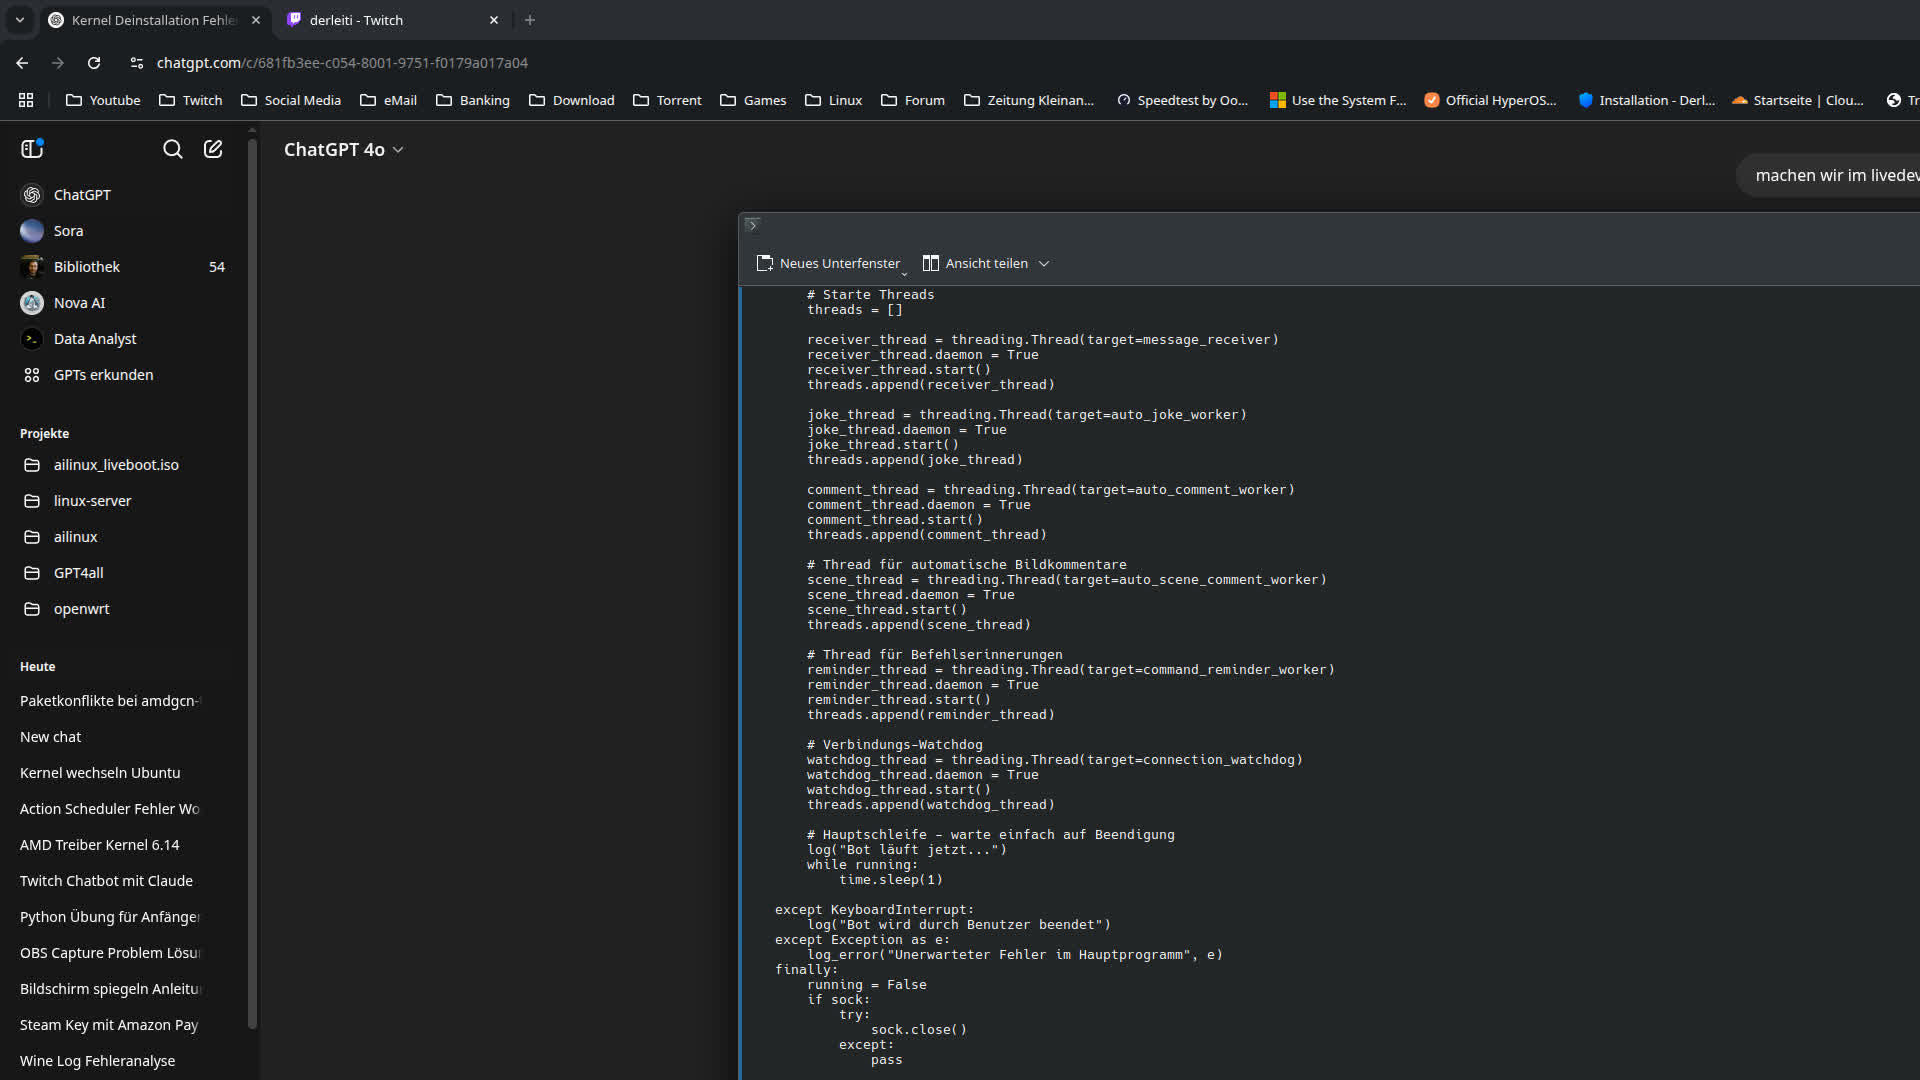 Kernel Deinstallation Fehle
derleiti - Twitch
chatgpt.com/c/681fb3ee-c054-8001-9751-f0179a017a04
Youtube
Twitch
Social Media
eMail
Banking
Download
Torrent
Games
Linux
Forum
Zeitung Kleinan...
Speedtest by Oo...
Use the System F...
Official HyperOS...
Installation - Derl...
Startseite | Clou...
Tr
ChatGPT 4o
machen wir im livedev
ChatGPT
Sora
Bibliothek 54
Nova AI
Data Analyst
GPTs erkunden
Projekte
ailinux_liveboot.iso
linux-server
ailinux
GPT4all
openwrt
Heute
Paketkonflikte bei amdgcn-
New chat
Kernel wechseln Ubuntu
Action Scheduler Fehler Wo
AMD Treiber Kernel 6.14
Twitch Chatbot mit Claude
Python Übung für Anfänger
OBS Capture Problem Lösu
Bildschirm spiegeln Anleitu
Steam Key mit Amazon Pay
Wine Log Fehleranalyse
Neues Unterfenster
Ansicht teilen
# Starte Threads
threads = []
receiver_thread = threading.Thread(target=message_receiver)
receiver_thread.daemon = True
receiver_thread.start()
threads.append(receiver_thread)
joke_thread = threading.Thread(target=auto_joke_worker)
joke_thread.daemon = True
joke_thread.start()
threads.append(joke_thread)
comment_thread = threading.Thread(target=auto_comment_worker)
comment_thread.daemon = True
comment_thread.start()
threads.append(comment_thread)
# Thread für automatische Bildkommentare
scene_thread = threading.Thread(target=auto_scene_comment_worker)
scene_thread.daemon = True
scene_thread.start()
threads.append(scene_thread)
# Thread für Befehlserinnerungen
reminder_thread = threading.Thread(target=command_reminder_worker)
reminder_thread.daemon = True
reminder_thread.start()
threads.append(reminder_thread)
# Verbindungs-Watchdog
watchdog_thread = threading.Thread(target=connection_watchdog)
watchdog_thread.daemon = True
watchdog_thread.start()
threads.append(watchdog_thread)
# Hauptschleife – warte einfach auf Beendigung
log("Bot läuft jetzt...")
while running:
time.sleep(1)
except KeyboardInterrupt:
log("Bot wird durch Benutzer beendet")
except Exception as e:
log_error("Unerwarteter Fehler im Hauptprogramm", e)
finally:
running = False
if sock:
try:
sock.close()
except:
pass